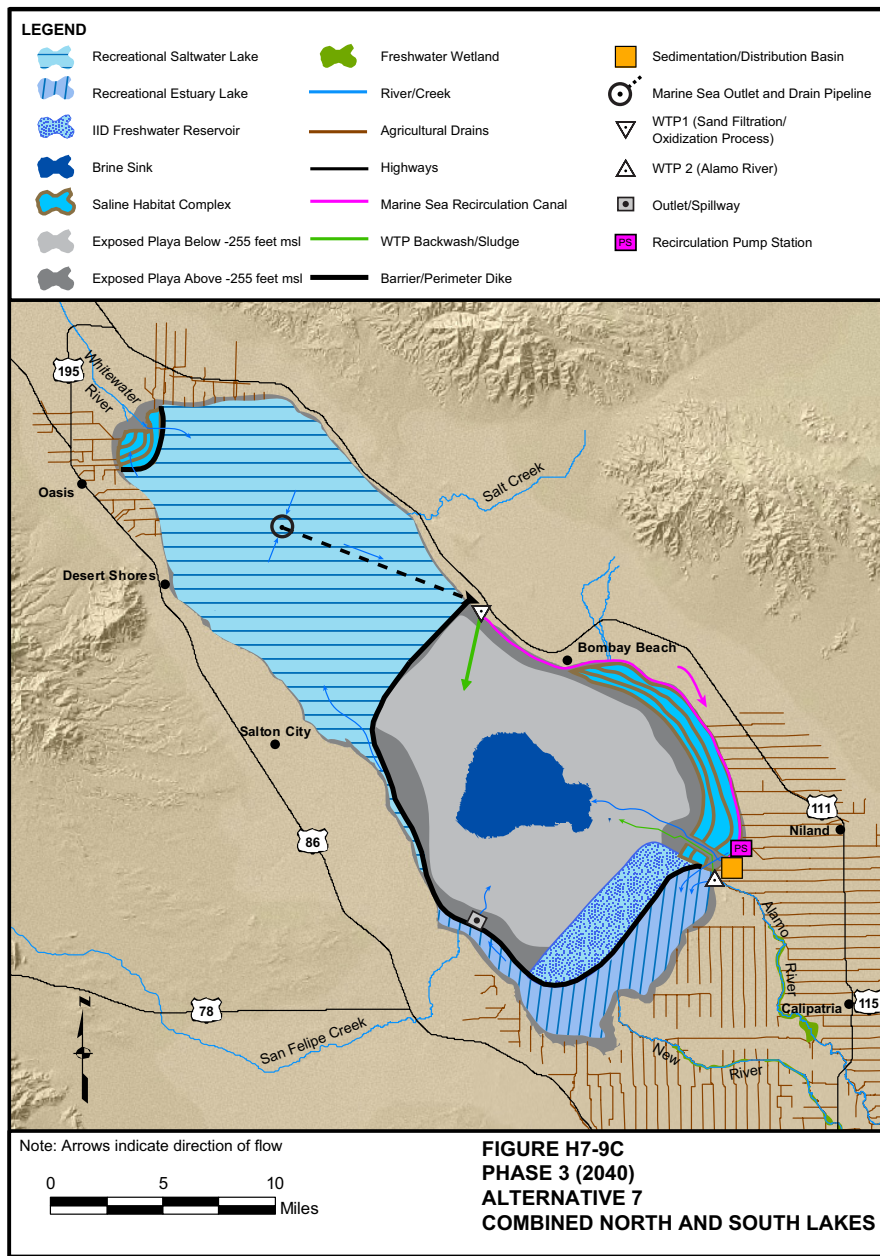 LEGEND
Recreational Saltwater Lake
Recreational Estuary Lake
IID Freshwater Reservoir
Brine Sink
Saline Habitat Complex
Exposed Playa Below -255 feet msl
Exposed Playa Above -255 feet msl
Freshwater Wetland
River/Creek
Agricultural Drains
Highways
Marine Sea Recirculation Canal
WTP Backwash/Sludge
Barrier/Perimeter Dike
Sedimentation/Distribution Basin
Marine Sea Outlet and Drain Pipeline
WTP1 (Sand Filtration/
Oxidization Process)
WTP 2 (Alamo River)
Outlet/Spillway
PS
Recirculation Pump Station
195
Whitewater
River
Oasis
Salt Creek
Desert Shores
Bombay Beach
Salton City
111
Niland
86
PS
Alamo
River
Calipatria
115
78
San Felipe Creek
New
River
N
Note: Arrows indicate direction of flow
0
5
10
Miles
FIGURE H7-9C
PHASE 3 (2040)
ALTERNATIVE 7
COMBINED NORTH AND SOUTH LAKES